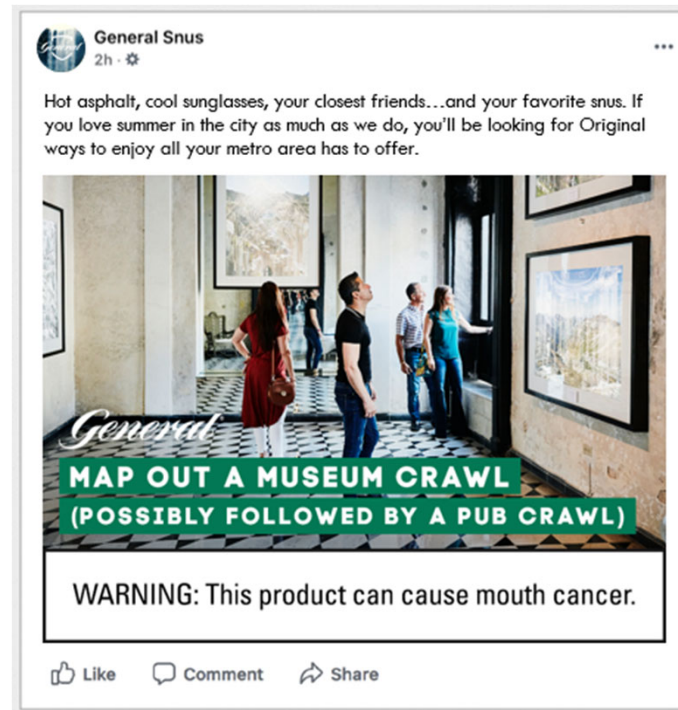 General Snus
2h ·
Hot asphalt, cool sunglasses, your closest friends...and your favorite snus. If
you love summer in the city as much as we do, you'll be looking for Original
ways to enjoy all your metro area has to offer.
General
MAP OUT A MUSEUM CRAWL
(POSSIBLY FOLLOWED BY A PUB CRAWL)
WARNING: This product can cause mouth cancer.
Like Comment Share